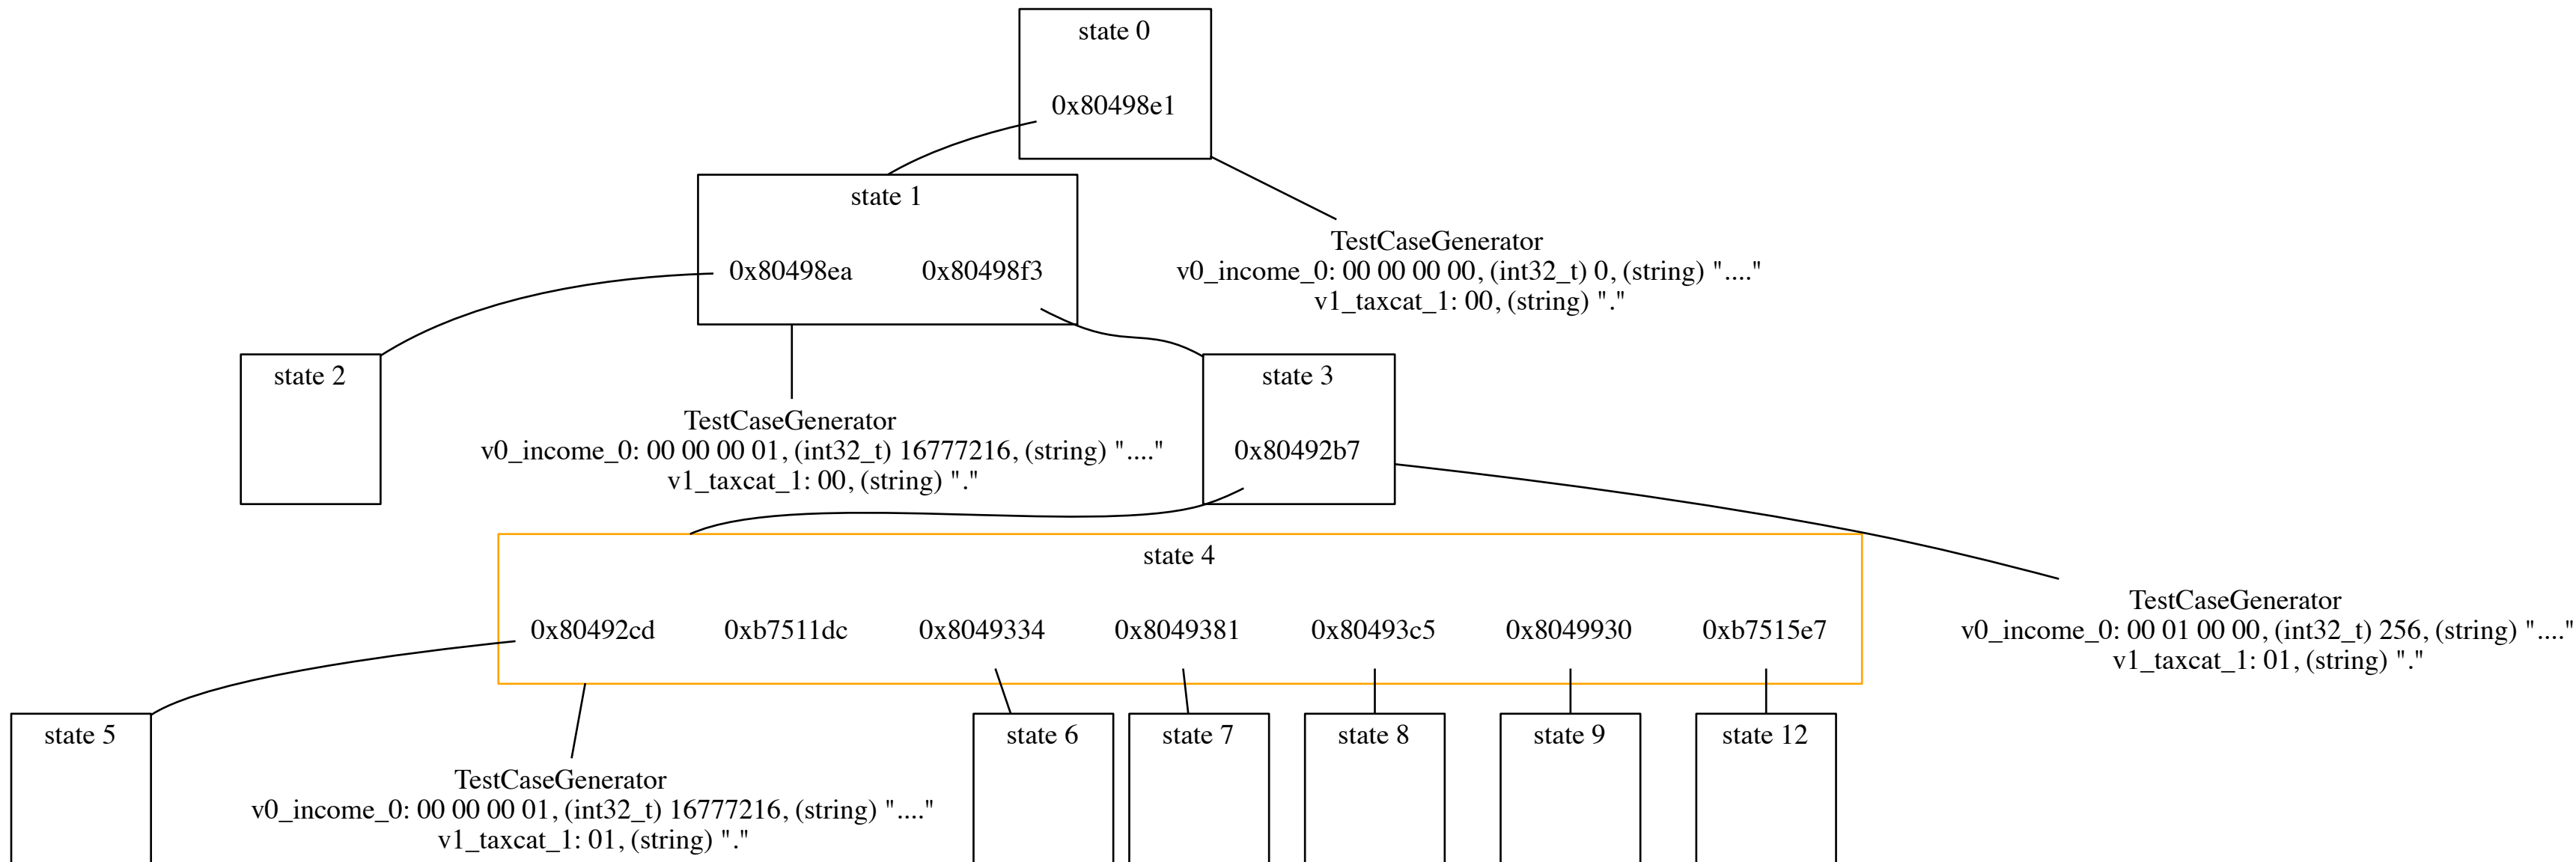 state 0
0x80498e1
state 1
0x80498ea
0x80498f3
TestCaseGenerator
v0_income_0: 00 00 00 00, (int32_t) 0, (string) "...."
v1_taxcat_1: 00, (string) "."
state 2
TestCaseGenerator
v0_income_0: 00 00 00 01, (int32_t) 16777216, (string) "...."
v1_taxcat_1: 00, (string) "."
state 3
0x80492b7
state 4
0x80492cd
0xb7511dc
0x8049334
0x8049381
0x80493c5
0x8049930
0xb7515e7
TestCaseGenerator
v0_income_0: 00 01 00 00, (int32_t) 256, (string) "...."
v1_taxcat_1: 01, (string) "."
state 5
TestCaseGenerator
v0_income_0: 00 00 00 01, (int32_t) 16777216, (string) "...."
v1_taxcat_1: 01, (string) "."
state 6
state 7
state 8
state 9
state 12